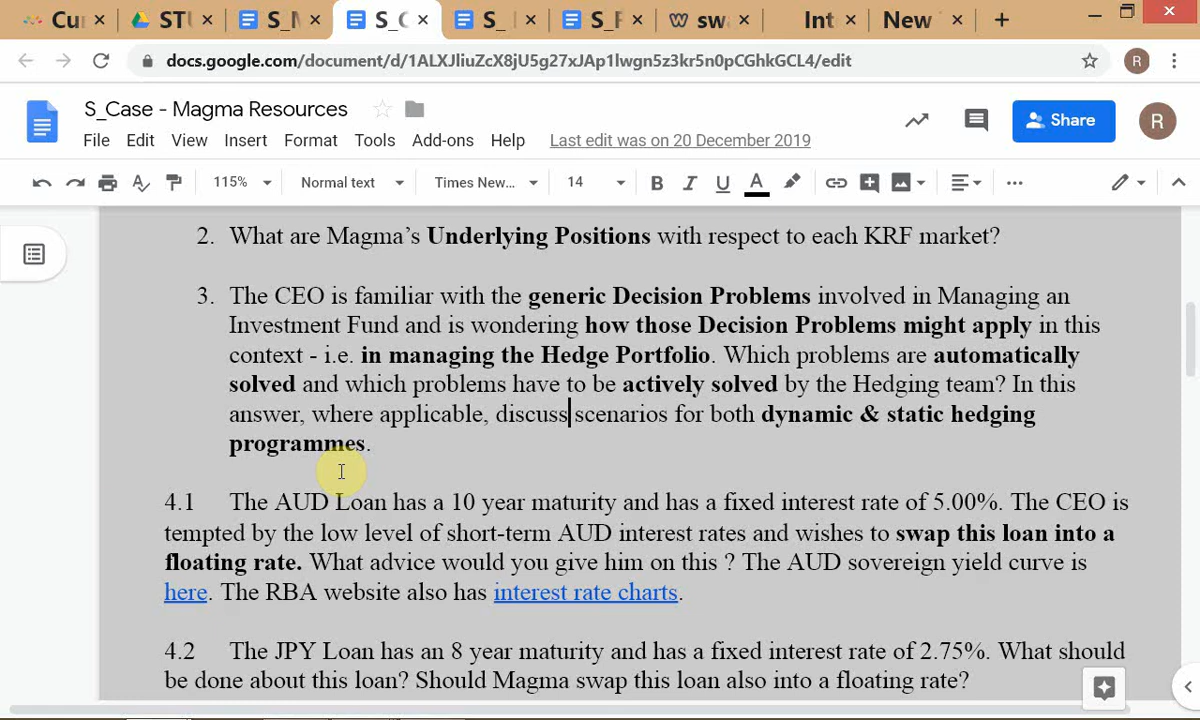 Cu
STU
S_M
S_C
S_
S_F
sw
Int
New
docs.google.com/document/d/1ALXJliuZcX8jU5g27xJAp1lwgn5z3kr5n0pCGhkGCL4/edit
R
S_Case - Magma Resources
Share
R
File Edit View Insert Format Tools Add-ons Help Last edit was on 20 December 2019
115% Normal text Times New... 14 B I U A
2. What are Magma's Underlying Positions with respect to each KRF market?
3. The CEO is familiar with the generic Decision Problems involved in Managing an
Investment Fund and is wondering how those Decision Problems might apply in this
context - i.e. in managing the Hedge Portfolio. Which problems are automatically
solved and which problems have to be actively solved by the Hedging team? In this
answer, where applicable, discuss scenarios for both dynamic & static hedging
programmes.
4.1 The AUD Loan has a 10 year maturity and has a fixed interest rate of 5.00%. The CEO is
tempted by the low level of short-term AUD interest rates and wishes to swap this loan into a
floating rate. What advice would you give him on this ? The AUD sovereign yield curve is
here. The RBA website also has interest rate charts.
4.2 The JPY Loan has an 8 year maturity and has a fixed interest rate of 2.75%. What should
be done about this loan? Should Magma swap this loan also into a floating rate?